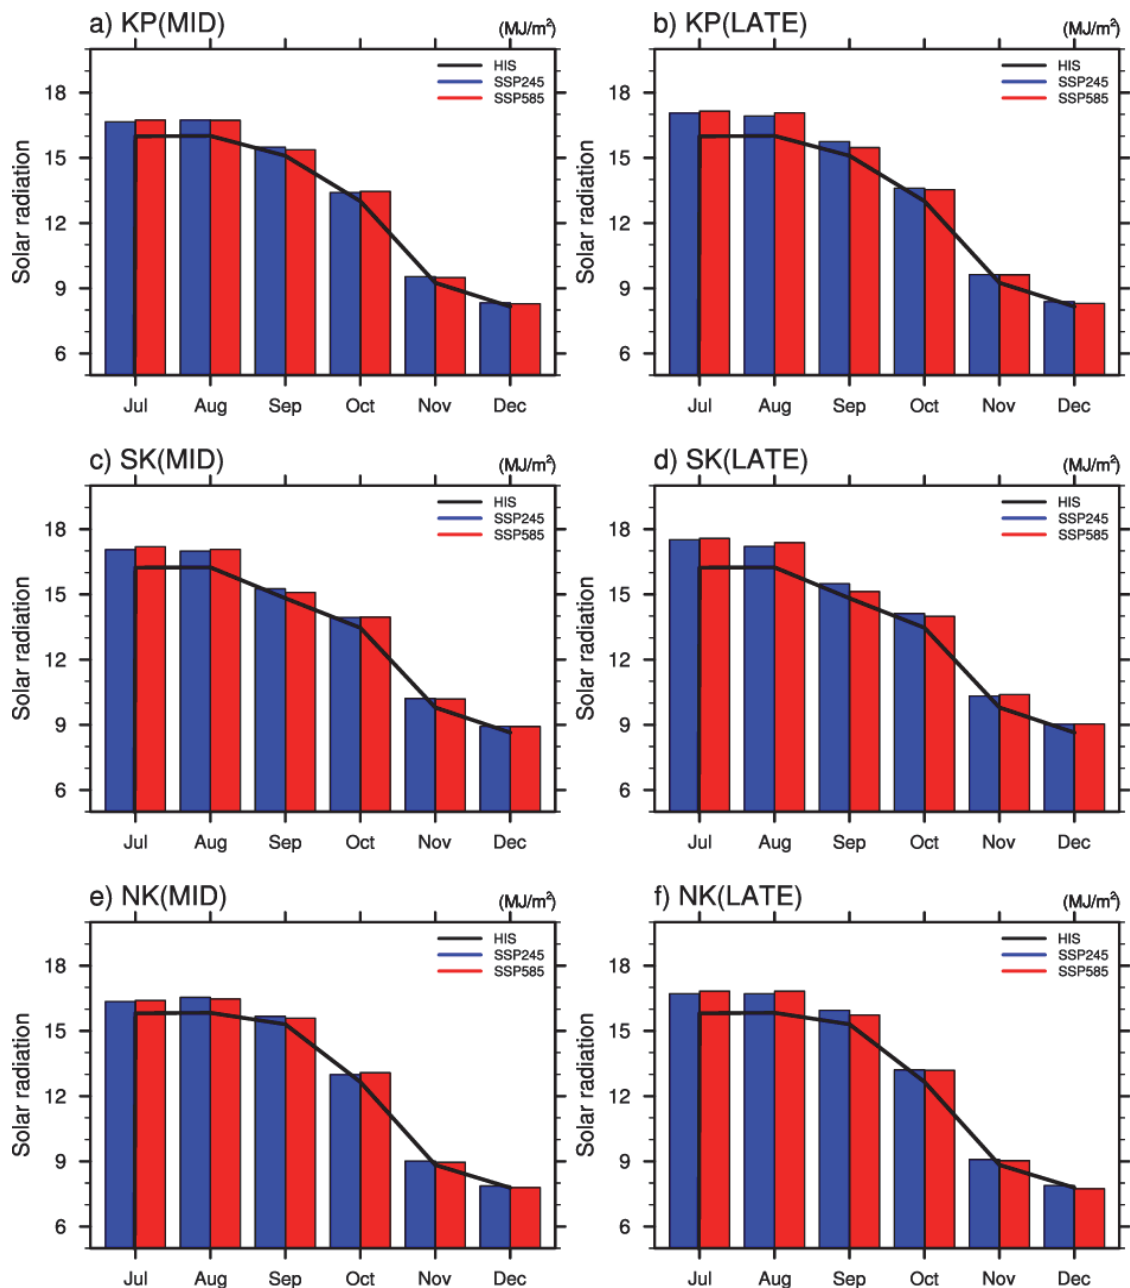 a) KP(MID) (MJ/m²)
HIS
SSP245
SSP585
Solar radiation
18
15
12
9
6
Jul Aug Sep Oct Nov Dec
b) KP(LATE) (MJ/m²)
HIS
SSP245
SSP585
Solar radiation
18
15
12
9
6
Jul Aug Sep Oct Nov Dec
c) SK(MID) (MJ/m²)
HIS
SSP245
SSP585
Solar radiation
18
15
12
9
6
Jul Aug Sep Oct Nov Dec
d) SK(LATE) (MJ/m²)
HIS
SSP245
SSP585
Solar radiation
18
15
12
9
6
Jul Aug Sep Oct Nov Dec
e) NK(MID) (MJ/m²)
HIS
SSP245
SSP585
Solar radiation
18
15
12
9
6
Jul Aug Sep Oct Nov Dec
f) NK(LATE) (MJ/m²)
HIS
SSP245
SSP585
Solar radiation
18
15
12
9
6
Jul Aug Sep Oct Nov Dec